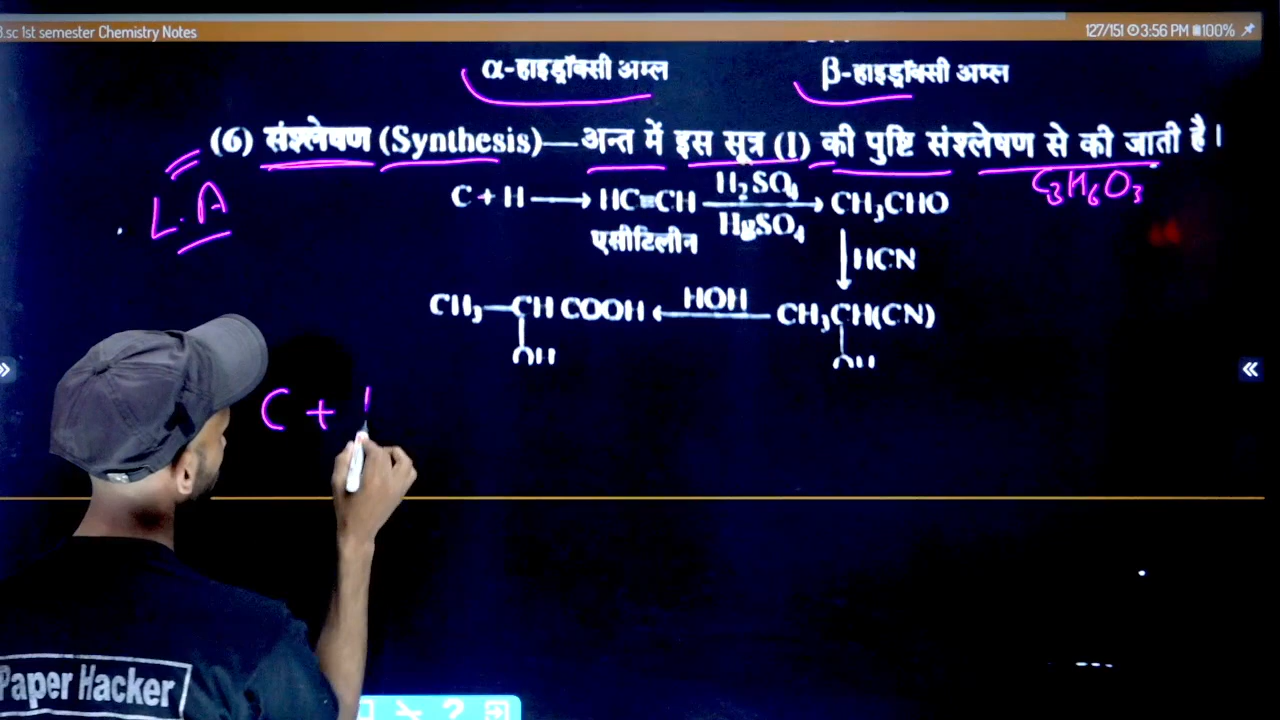 B.sc 1st semester Chemistry Notes
127/151 3:56 PM 100%
α-हाइड्रॉक्सी अम्ल β-हाइड्रॉक्सी अम्ल
(6) संश्लेषण (Synthesis)—अन्त में इस सूत्र (I) की पुष्टि संश्लेषण से की जाती है।
C3H6O3
L.A
H2SO4
C + H ⟶ HC≡CH ⟶ CH3CHO
HgSO4
एसीटिलीन
HCN
HOH
CH3—CH COOH ⟵ CH3CH(CN)
OH OH
C +
Paper Hacker